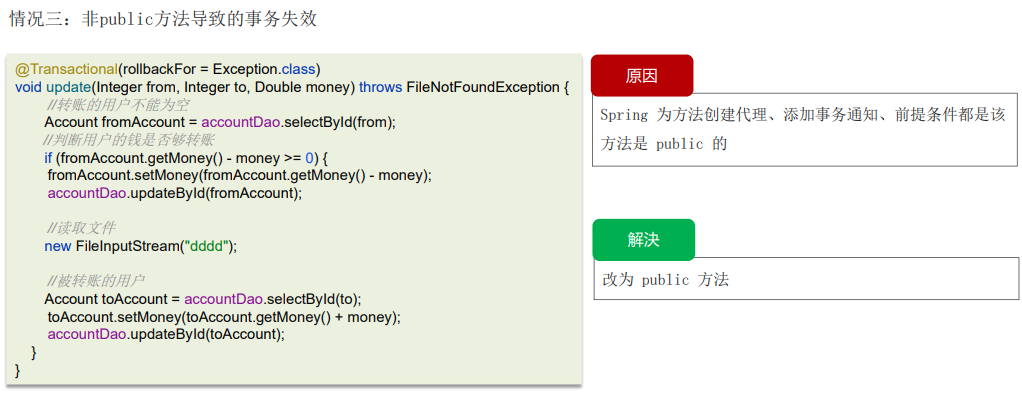 情况三：非public方法导致的事务失效
@Transactional(rollbackFor = Exception.class)
void update(Integer from, Integer to, Double money) throws FileNotFoundException {
//转账的用户不能为空
Account fromAccount = accountDao.selectById(from);
//判断用户的钱是否够转账
if (fromAccount.getMoney() - money >= 0) {
fromAccount.setMoney(fromAccount.getMoney() - money);
accountDao.updateById(fromAccount);
//读取文件
new FileInputStream("dddd");
//被转账的用户
Account toAccount = accountDao.selectById(to);
toAccount.setMoney(toAccount.getMoney() + money);
accountDao.updateById(toAccount);
}
}
原因
Spring 为方法创建代理、添加事务通知、前提条件都是该
方法是 public 的
解决
改为 public 方法